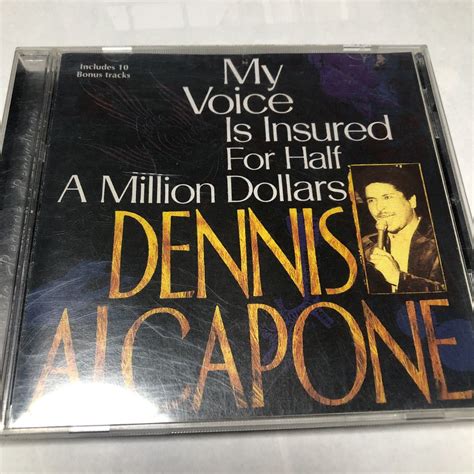 Includes 10
Bonus tracks
My
Voice
Is Insured
For Half
A Million Dollars
DENNIS
ALCAPONE